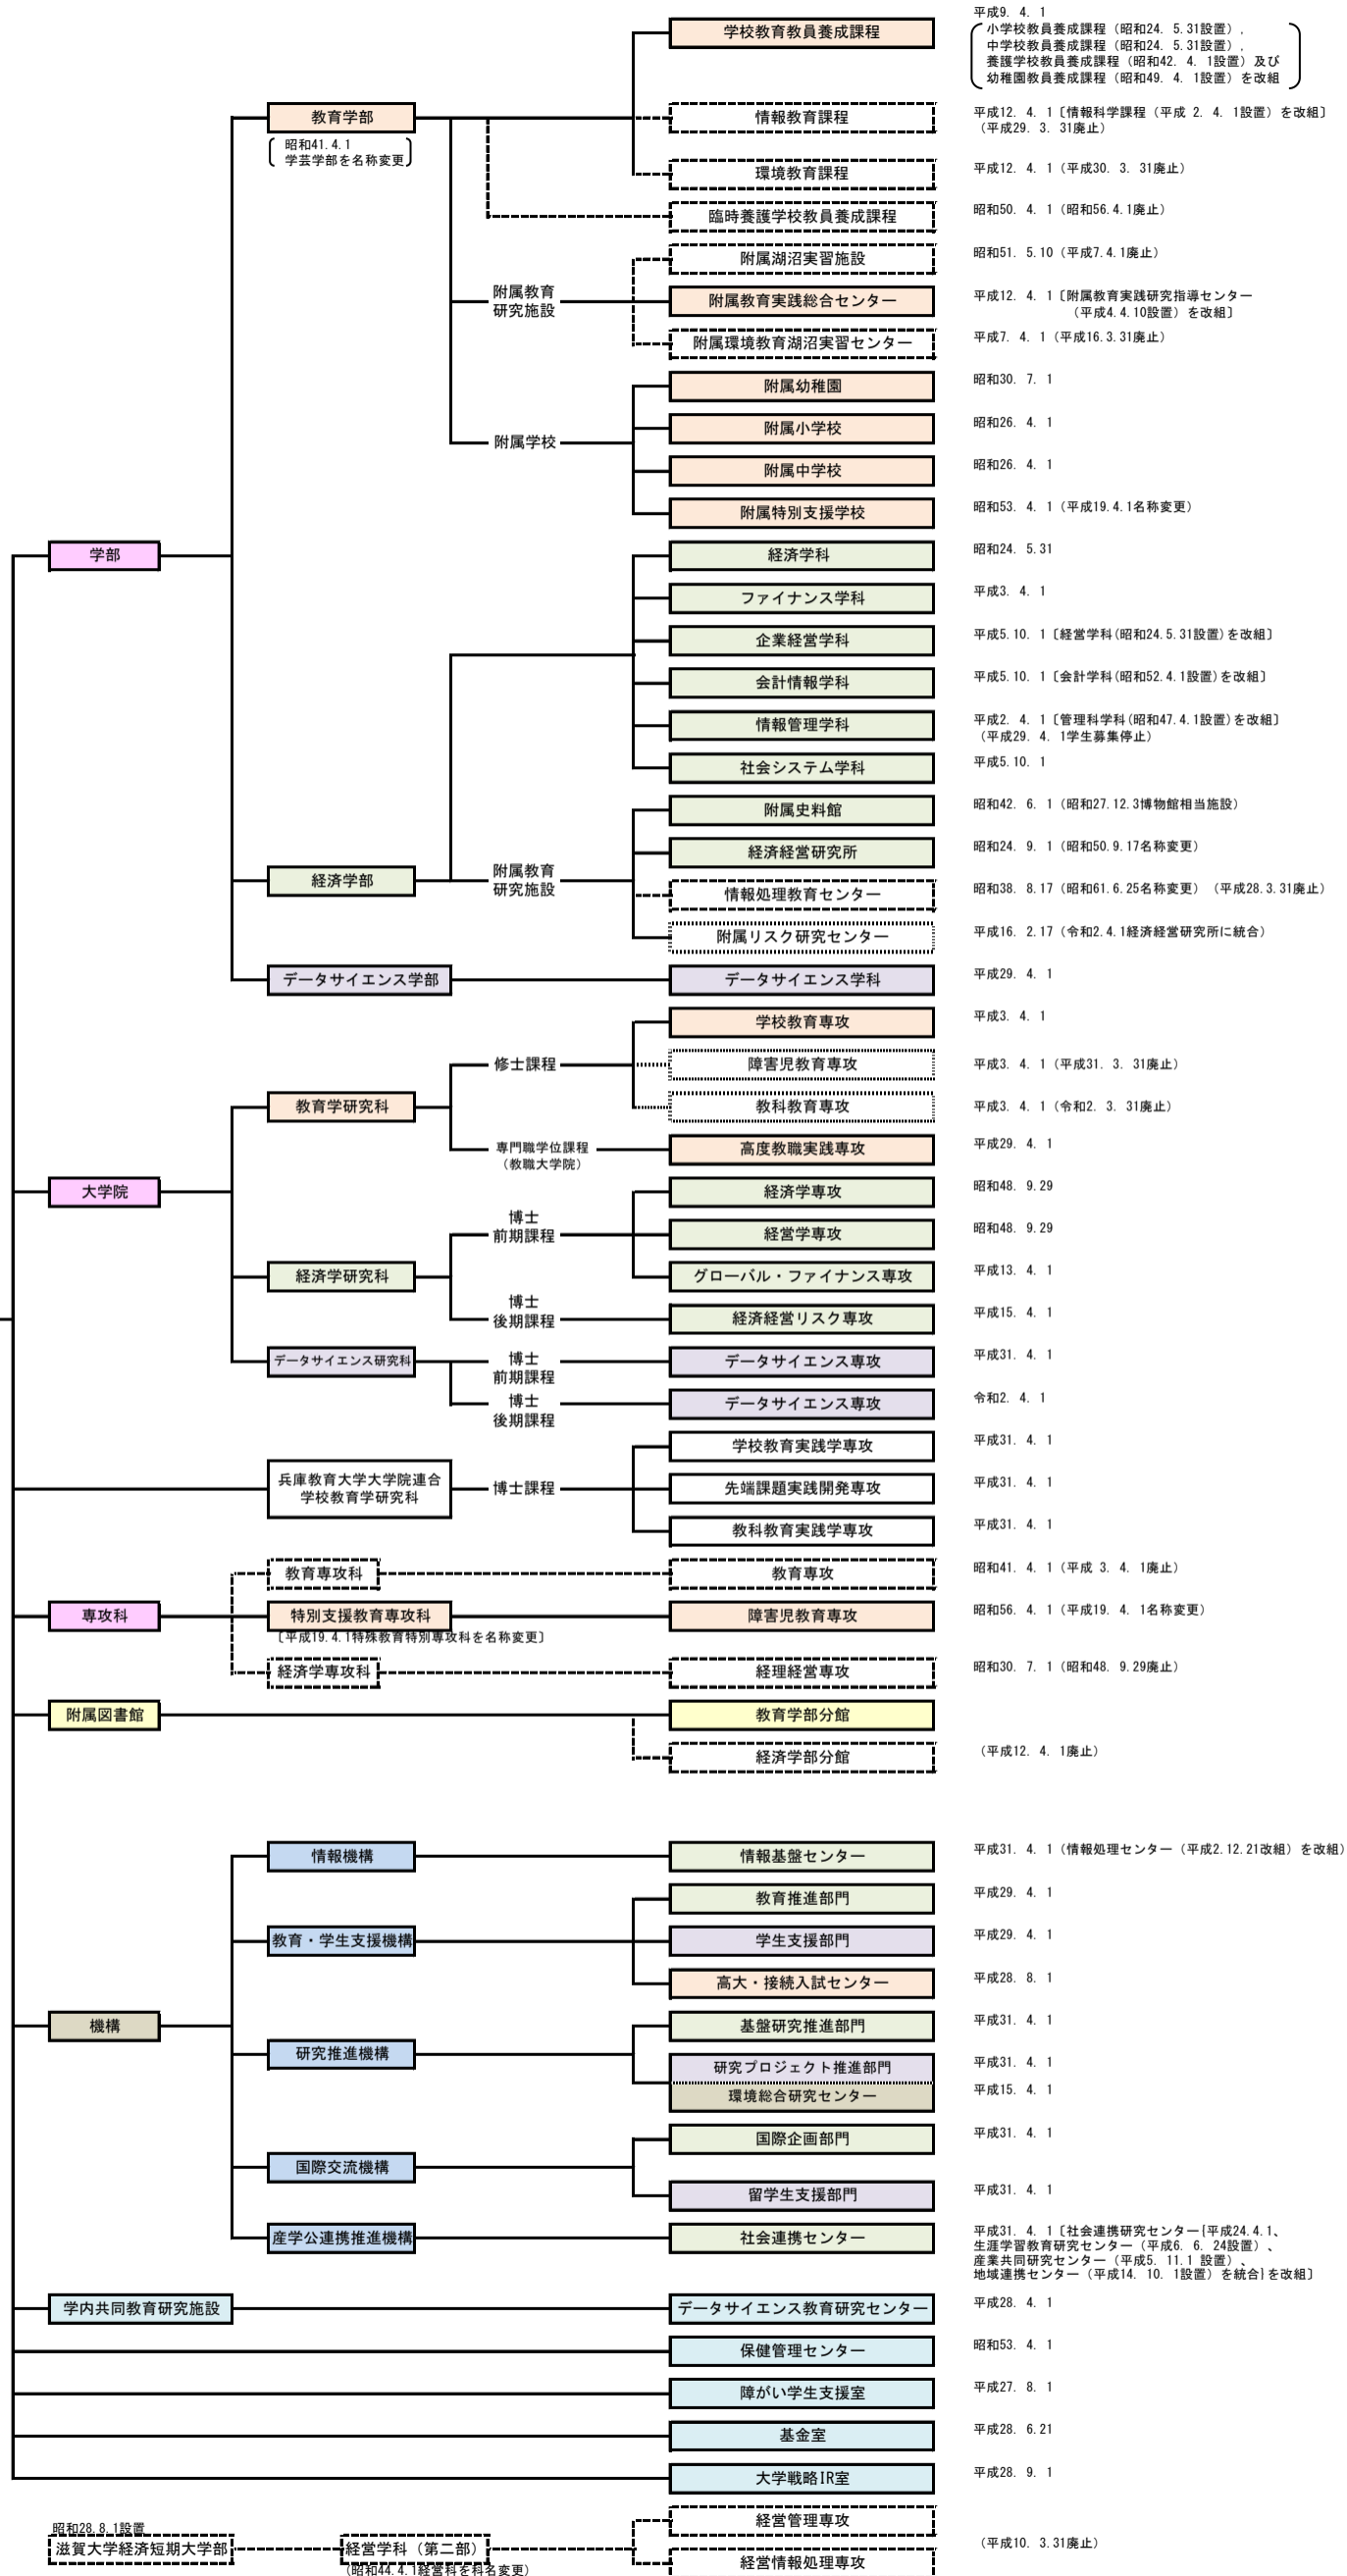 学校教育教員養成課程
平成9. 4. 1
小学校教員養成課程（昭和24. 5.31設置）,
中学校教員養成課程（昭和24. 5.31設置）,
養護学校教員養成課程（昭和42. 4. 1設置）及び
幼稚園教員養成課程（昭和49. 4. 1設置）を改組
教育学部
昭和41.4.1
学芸学部を名称変更
情報教育課程
平成12. 4. 1〔情報科学課程（平成 2. 4. 1設置）を改組〕
（平成29. 3. 31廃止）
環境教育課程
平成12. 4. 1（平成30. 3. 31廃止）
臨時養護学校教員養成課程
昭和50. 4. 1（昭和56.4.1廃止）
附属教育
研究施設
附属湖沼実習施設
昭和51. 5.10（平成7.4.1廃止）
附属教育実践総合センター
平成12. 4. 1〔附属教育実践研究指導センター
（平成4.4.10設置）を改組〕
附属環境教育湖沼実習センター
平成7. 4. 1（平成16.3.31廃止）
附属学校
附属幼稚園
昭和30. 7. 1
附属小学校
昭和26. 4. 1
附属中学校
昭和26. 4. 1
附属特別支援学校
昭和53. 4. 1（平成19.4.1名称変更）
学部
経済学科
昭和24. 5.31
ファイナンス学科
平成3. 4. 1
企業経営学科
平成5.10. 1〔経営学科(昭和24.5.31設置)を改組〕
会計情報学科
平成5.10. 1〔会計学科(昭和52.4.1設置)を改組〕
情報管理学科
平成2. 4. 1〔管理科学科(昭和47.4.1設置)を改組〕
（平成29. 4. 1学生募集停止）
社会システム学科
平成5.10. 1
経済学部
附属教育
研究施設
附属史料館
昭和42. 6. 1（昭和27.12.3博物館相当施設）
経済経営研究所
昭和24. 9. 1（昭和50.9.17名称変更）
情報処理教育センター
昭和38. 8.17（昭和61.6.25名称変更）（平成28.3.31廃止）
附属リスク研究センター
平成16. 2.17（令和2.4.1経済経営研究所に統合）
データサイエンス学部
データサイエンス学科
平成29. 4. 1
大学院
教育学研究科
修士課程
学校教育専攻
平成3. 4. 1
障害児教育専攻
平成3. 4. 1（平成31. 3. 31廃止）
教科教育専攻
平成3. 4. 1（令和2. 3. 31廃止）
専門職学位課程
（教職大学院）
高度教職実践専攻
平成29. 4. 1
経済学研究科
博士
前期課程
経済学専攻
昭和48. 9.29
経営学専攻
昭和48. 9.29
グローバル・ファイナンス専攻
平成13. 4. 1
博士
後期課程
経済経営リスク専攻
平成15. 4. 1
データサイエンス研究科
博士
前期課程
データサイエンス専攻
平成31. 4. 1
博士
後期課程
データサイエンス専攻
令和2. 4. 1
兵庫教育大学大学院連合
学校教育学研究科
博士課程
学校教育実践学専攻
平成31. 4. 1
先端課題実践開発専攻
平成31. 4. 1
教科教育実践学専攻
平成31. 4. 1
専攻科
教育専攻科
教育専攻
昭和41. 4. 1（平成 3. 4. 1廃止）
特別支援教育専攻科
〔平成19.4.1特殊教育特別専攻科を名称変更〕
障害児教育専攻
昭和56. 4. 1（平成19. 4. 1名称変更）
経済学専攻科
経理経営専攻
昭和30. 7. 1（昭和48. 9.29廃止）
附属図書館
教育学部分館
経済学部分館
（平成12. 4. 1廃止）
機構
情報機構
情報基盤センター
平成31. 4. 1（情報処理センター（平成2.12.21改組）を改組）
教育・学生支援機構
教育推進部門
平成29. 4. 1
学生支援部門
平成29. 4. 1
高大・接続入試センター
平成28. 8. 1
研究推進機構
基盤研究推進部門
平成31. 4. 1
研究プロジェクト推進部門
平成31. 4. 1
環境総合研究センター
平成15. 4. 1
国際交流機構
国際企画部門
平成31. 4. 1
留学生支援部門
平成31. 4. 1
産学公連携推進機構
社会連携センター
平成31. 4. 1〔社会連携研究センター{平成24.4.1、
生涯学習教育研究センター（平成6. 6. 24設置）、
産業共同研究センター（平成5. 11.1 設置）、
地域連携センター（平成14. 10. 1設置）を統合}を改組〕
学内共同教育研究施設
データサイエンス教育研究センター
平成28. 4. 1
保健管理センター
昭和53. 4. 1
障がい学生支援室
平成27. 8. 1
基金室
平成28. 6.21
大学戦略IR室
平成28. 9. 1
昭和28.8.1設置
滋賀大学経済短期大学部
経営学科（第二部）
（昭和44.4.1経営科を科名変更）
経営管理専攻
経営情報処理専攻
（平成10. 3.31廃止）